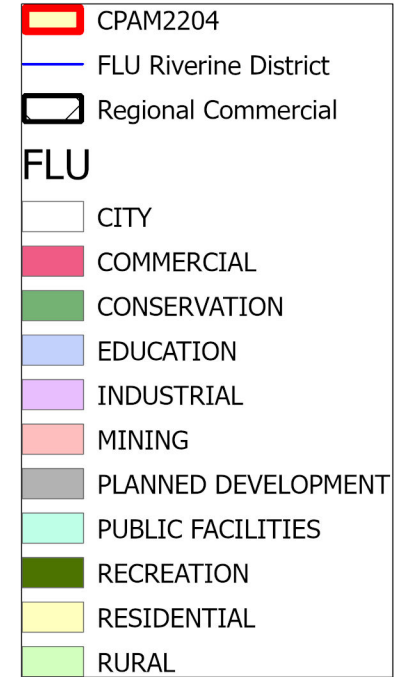 CPAM2204
FLU Riverine District
Regional Commercial
FLU
CITY
COMMERCIAL
CONSERVATION
EDUCATION
INDUSTRIAL
MINING
PLANNED DEVELOPMENT
PUBLIC FACILITIES
RECREATION
RESIDENTIAL
RURAL